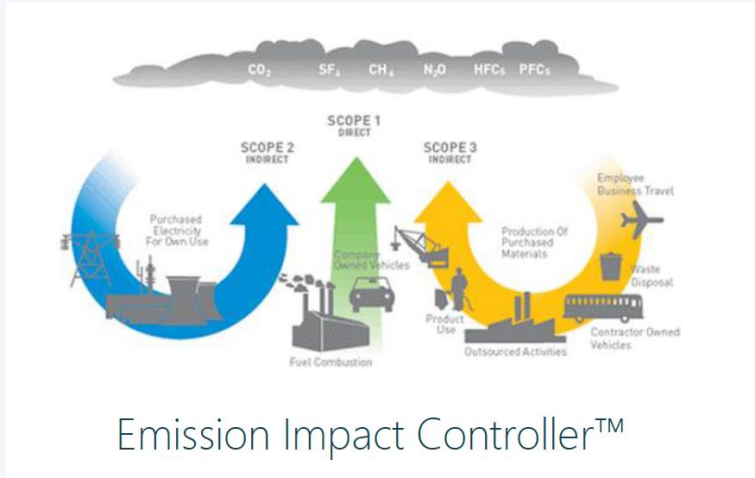 CO₂ SF₆ CH₄ N₂O HFCs PFCs
SCOPE 1
DIRECT
SCOPE 2
INDIRECT
SCOPE 3
INDIRECT
Employee
Business Travel
Purchased
Electricity
For Own Use
Production Of
Purchased
Materials
Company
Owned Vehicles
Waste
Disposal
Product
Use
Contractor Owned
Vehicles
Outsourced Activities
Fuel Combustion
Emission Impact Controller™